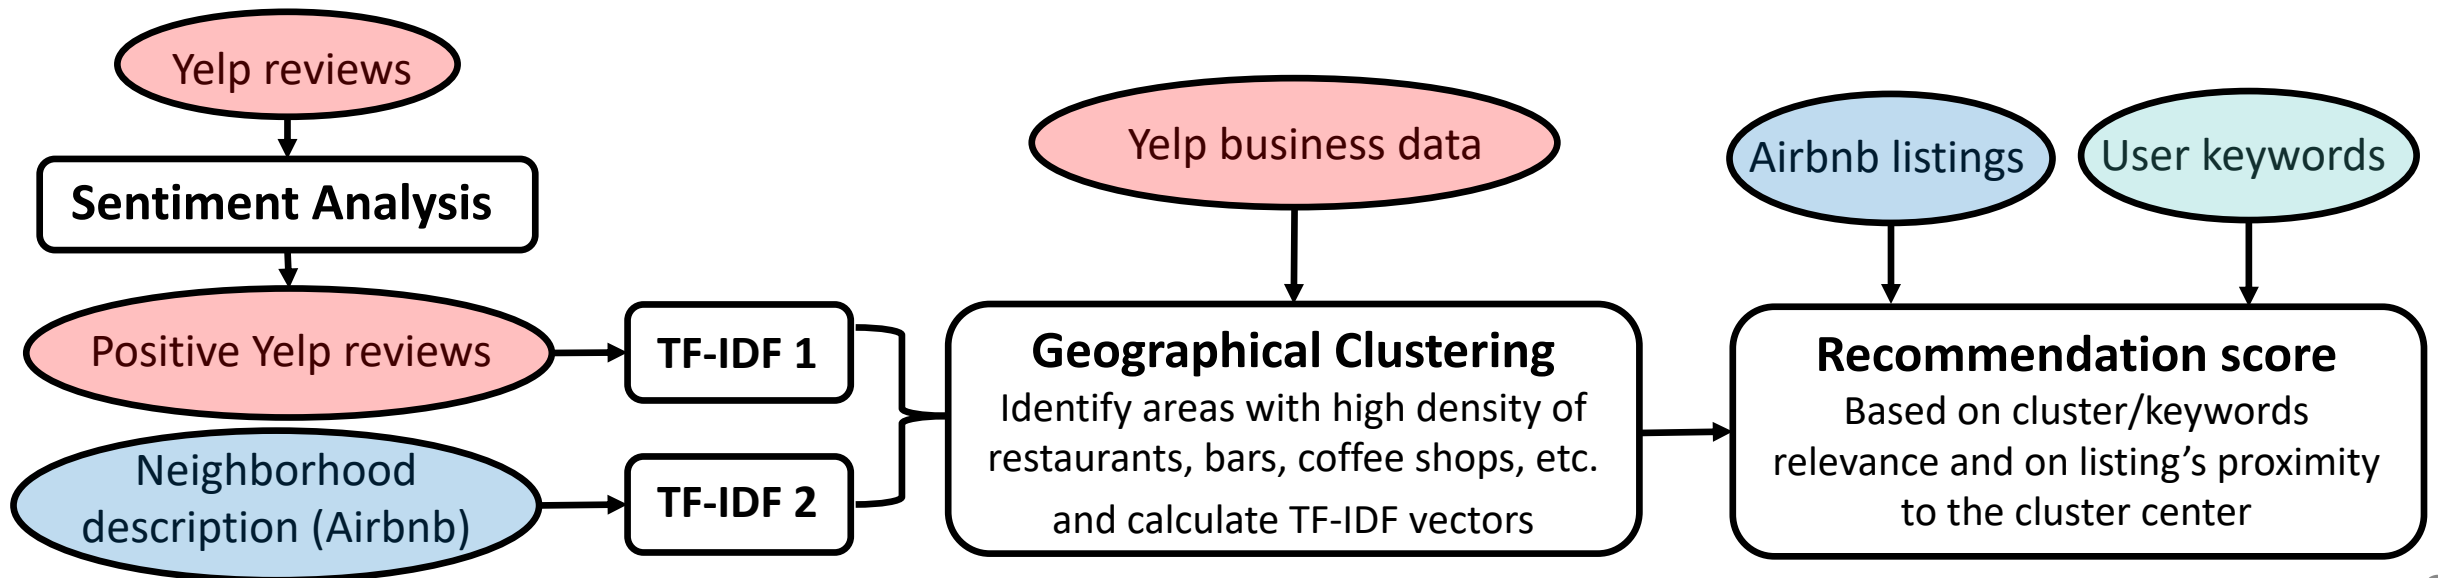 Yelp reviews
Sentiment Analysis
Positive Yelp reviews
Neighborhood
description (Airbnb)
TF-IDF 1
TF-IDF 2
Yelp business data
Geographical Clustering
Identify areas with high density of
restaurants, bars, coffee shops, etc.
and calculate TF-IDF vectors
Airbnb listings
User keywords
Recommendation score
Based on cluster/keywords
relevance and on listing’s proximity
to the cluster center